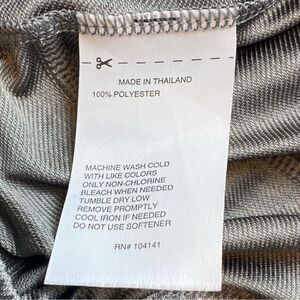 MADE IN THAILAND
100% POLYESTER
MACHINE WASH COLD
WITH LIKE COLORS
ONLY NON-CHLORINE
BLEACH WHEN NEEDED
TUMBLE DRY LOW
REMOVE PROMPTLY
COOL IRON IF NEEDED
DO NOT USE SOFTENER
RN# 104141